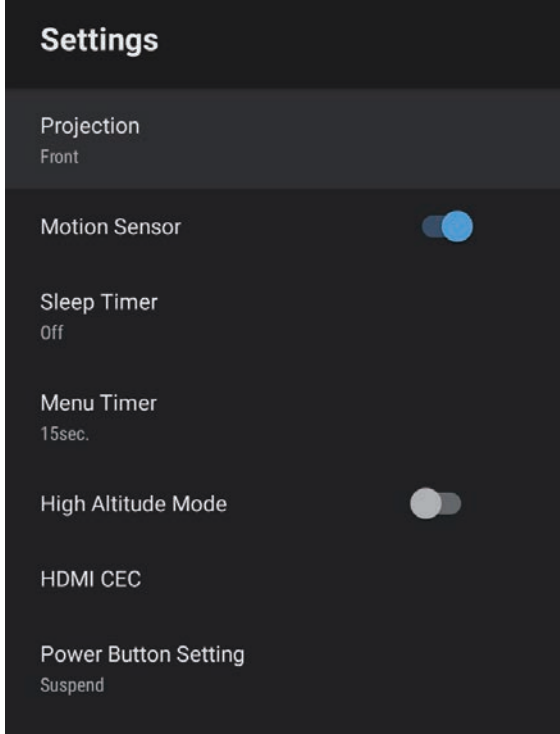 Settings
Projection
Front
Motion Sensor
Sleep Timer
Off
Menu Timer
15sec.
High Altitude Mode
HDMI CEC
Power Button Setting
Suspend